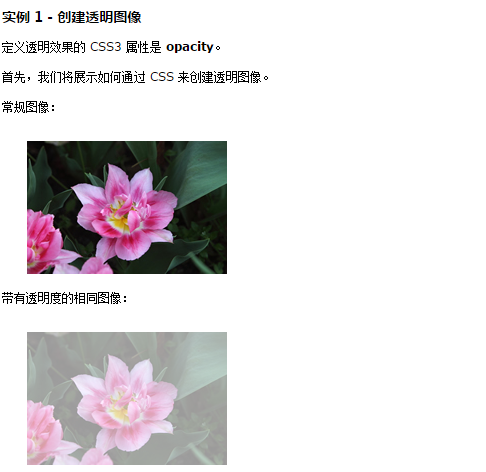 实例 1 - 创建透明图像
定义透明效果的 CSS3 属性是 opacity。
首先，我们将展示如何通过 CSS 来创建透明图像。
常规图像：
带有透明度的相同图像：